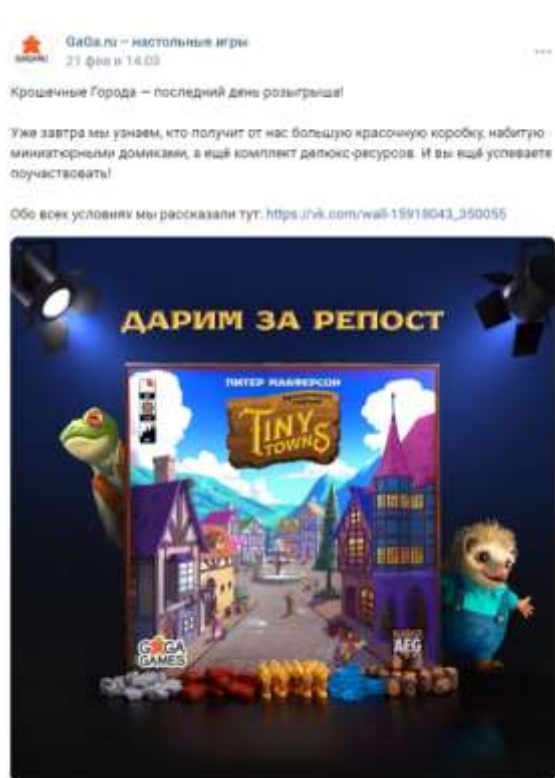 GaGa.ru – настольные игры
21 фев в 14:03
Крошечные Города — последний день розыгрыша!
Уже завтра мы узнаем, кто получит от нас большую красочную коробку, набитую
миниатюрными домиками, а ещё комплект делюкс-ресурсов. И вы ещё успеваете
поучаствовать!
Обо всех условиях мы рассказали тут: https://vk.com/wall-15918043_350055
ДАРИМ ЗА РЕПОСТ
ПИТЕР МАКФЕРСОН
TINY
TOWNS
GAGA
GAMES
AEG